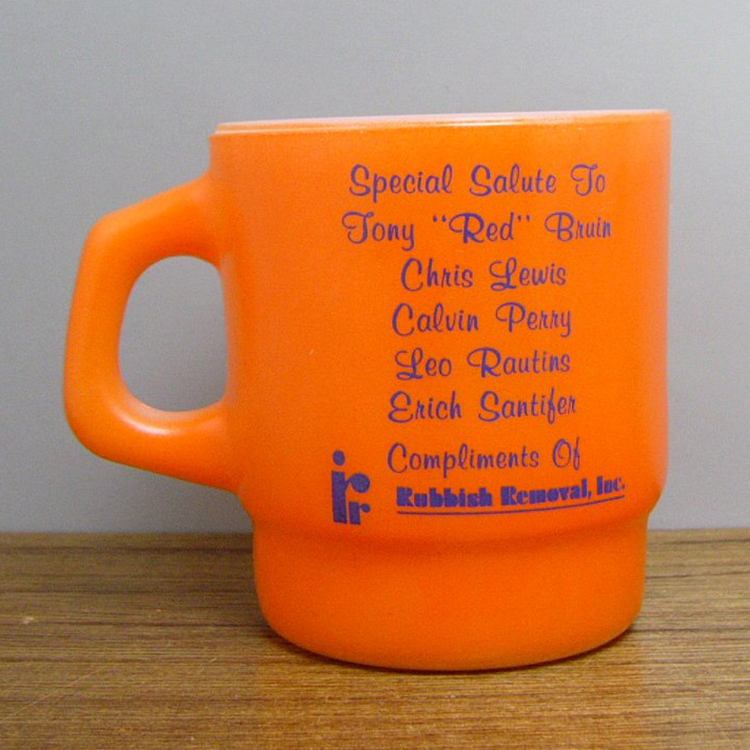 Special Salute To
Tony "Red" Bruin
Chris Lewis
Calvin Perry
Leo Rautins
Erich Santifer
Compliments Of
rr Rubbish Removal, Inc.